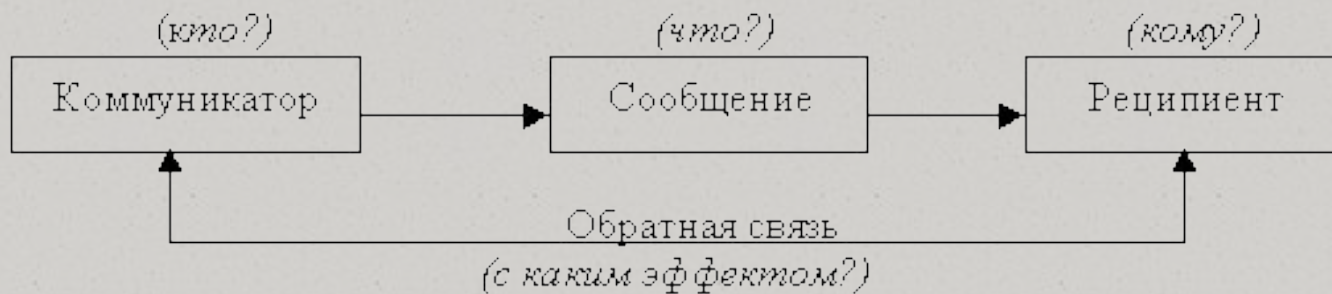 (кто?) (что?) (кому?)
Коммуникатор Сообщение Реципиент
Обратная связь
(с каким эффектом?)